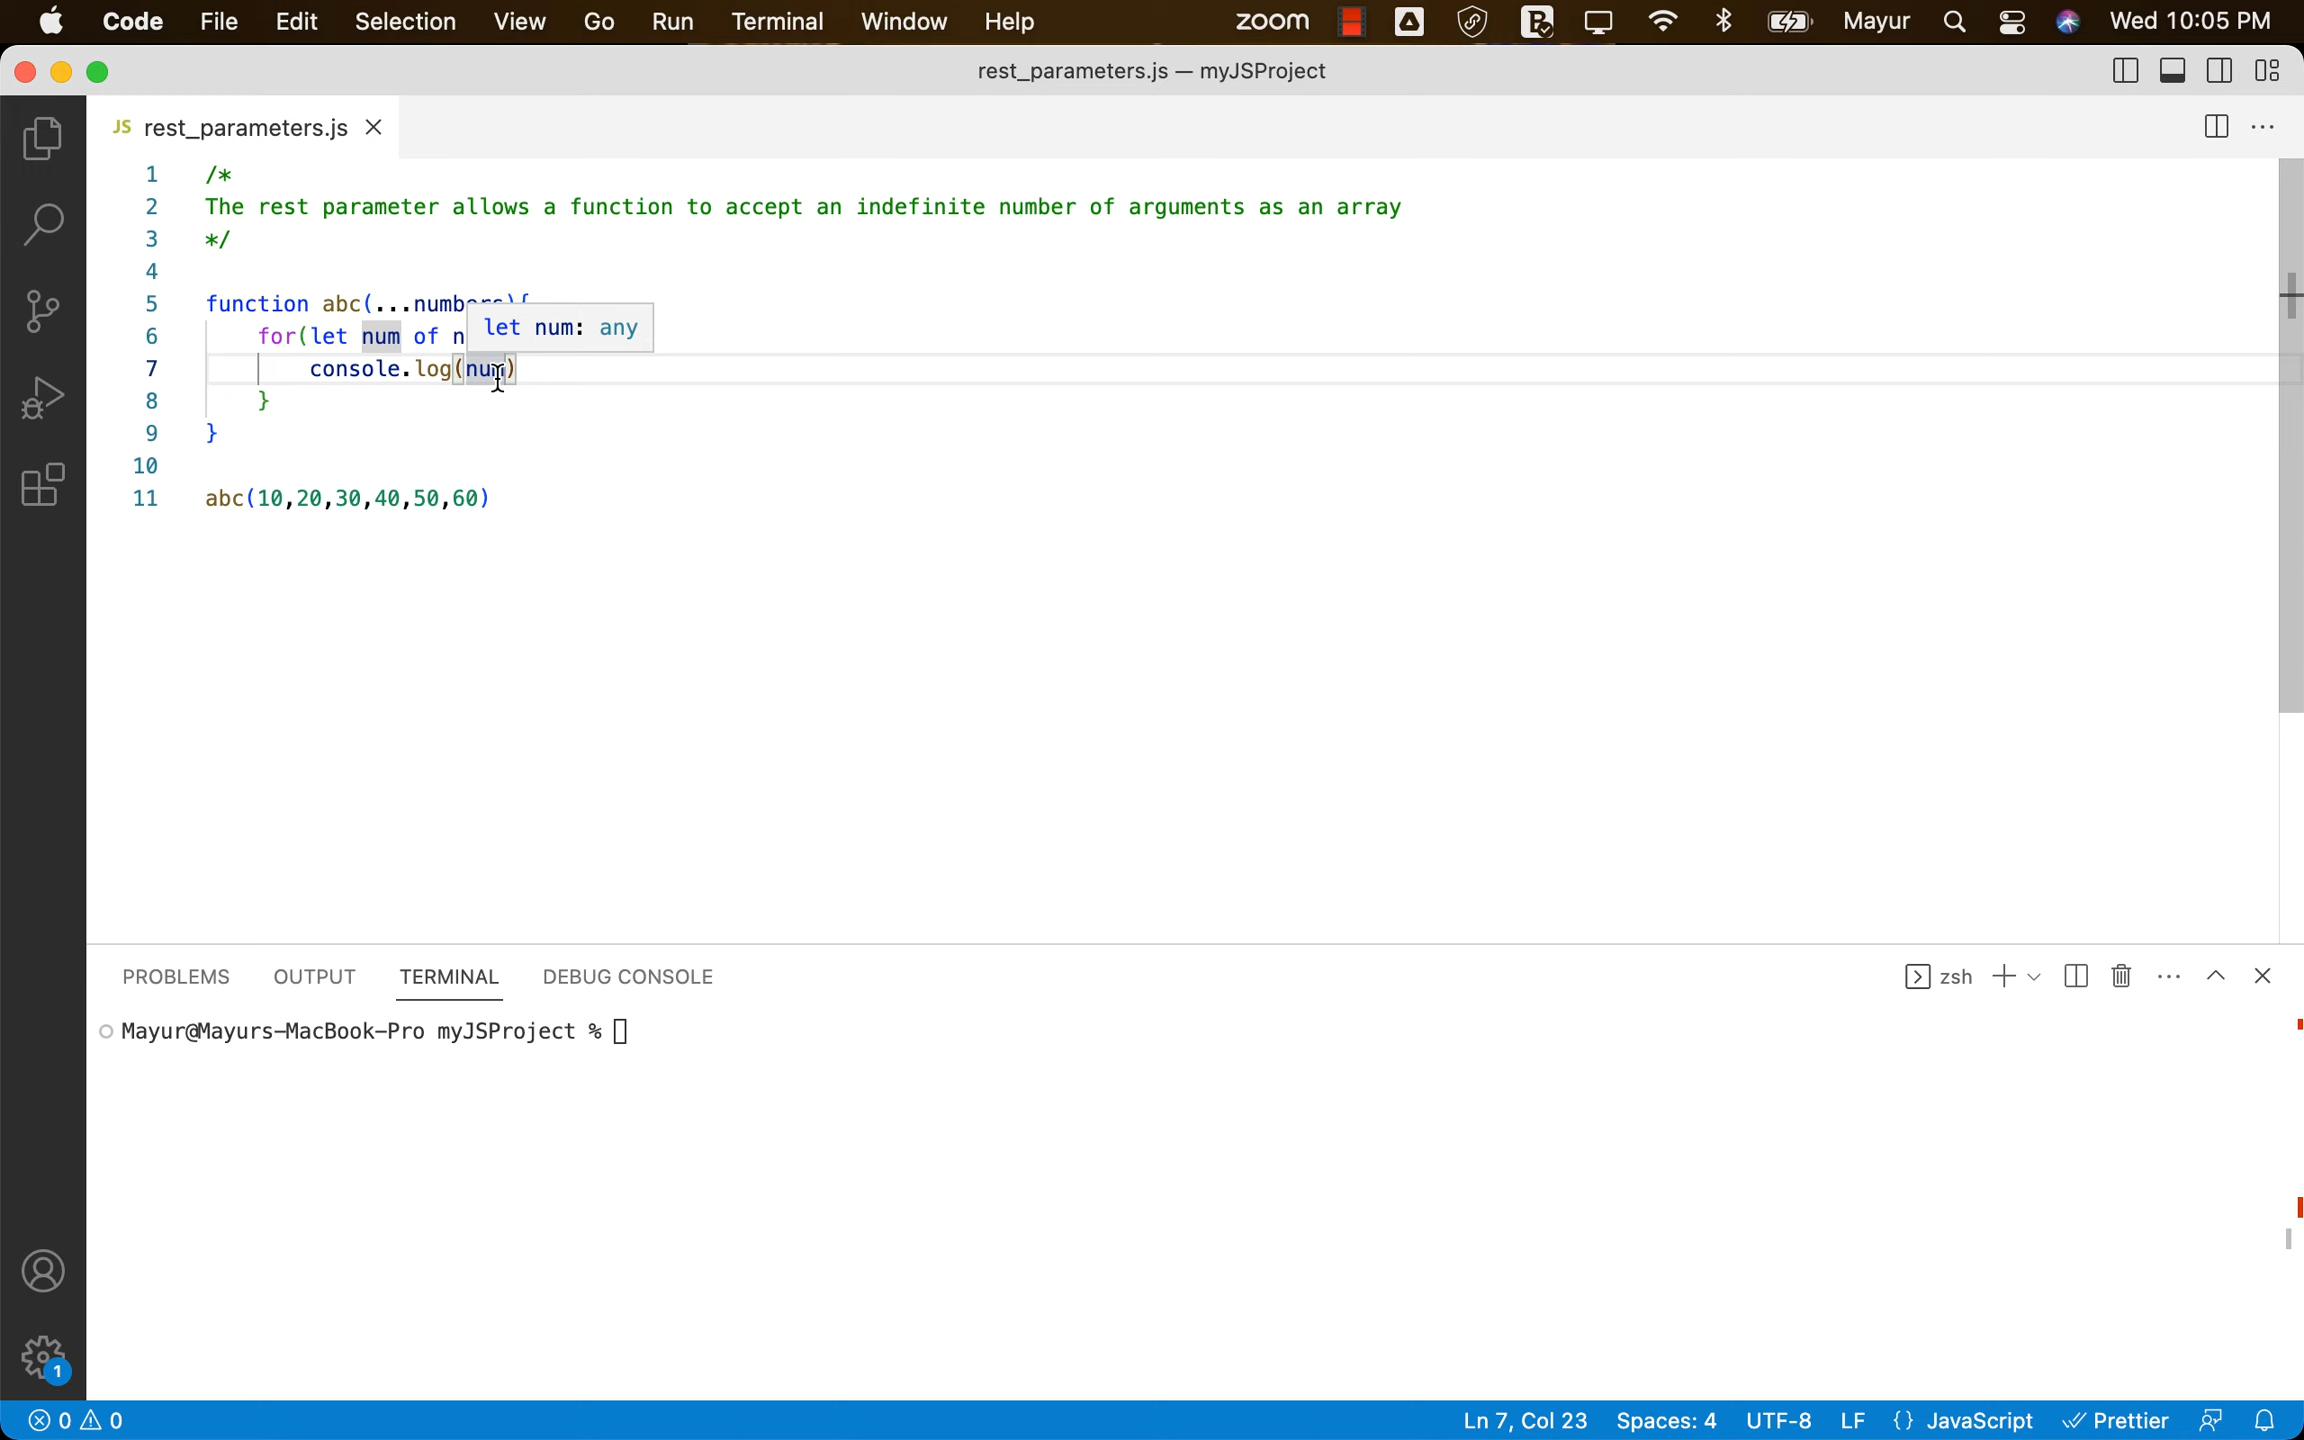 Code File Edit Selection View Go Run Terminal Window Help zoom Mayur Wed 10:05 PM
rest_parameters.js — myJSProject
JS rest_parameters.js
1 /*
2 The rest parameter allows a function to accept an indefinite number of arguments as an array
3 */
4
5 function abc(...numbers){
6 for(let num of n
let num: any
7 console.log(num)
8 }
9 }
10
11 abc(10,20,30,40,50,60)
PROBLEMS OUTPUT TERMINAL DEBUG CONSOLE zsh
Mayur@Mayurs-MacBook-Pro myJSProject %
1
0 0 Ln 7, Col 23 Spaces: 4 UTF-8 LF {} JavaScript Prettier